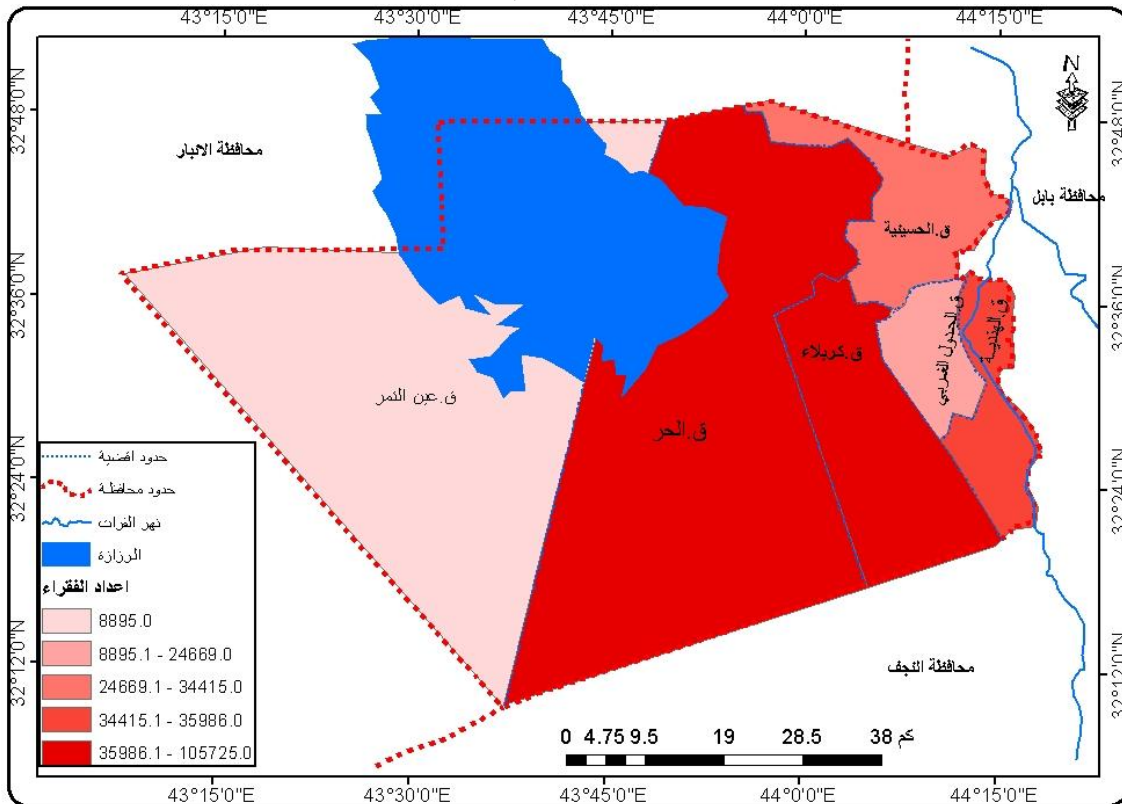 43°15'0"E
43°30'0"E
43°45'0"E
44°0'0"E
44°15'0"E
32°48'0"N
32°36'0"N
32°24'0"N
32°12'0"N
32°48'0"N
32°36'0"N
32°24'0"N
32°12'0"N
N
محافظة الانبار
محافظة بابل
ق.الحسينية
ق.الهندية
ق.الجدول الغربي
ق.كربلاء
ق.الحر
ق.عين التمر
محافظة النجف
حدود اقضية
حدود محافظة
نهر الفرات
الرزازة
اعداد الفقراء
8895.0
8895.1 - 24669.0
24669.1 - 34415.0
34415.1 - 35986.0
35986.1 - 105725.0
0 4.75 9.5 19 28.5 38 كم
43°15'0"E
43°30'0"E
43°45'0"E
44°0'0"E
44°15'0"E